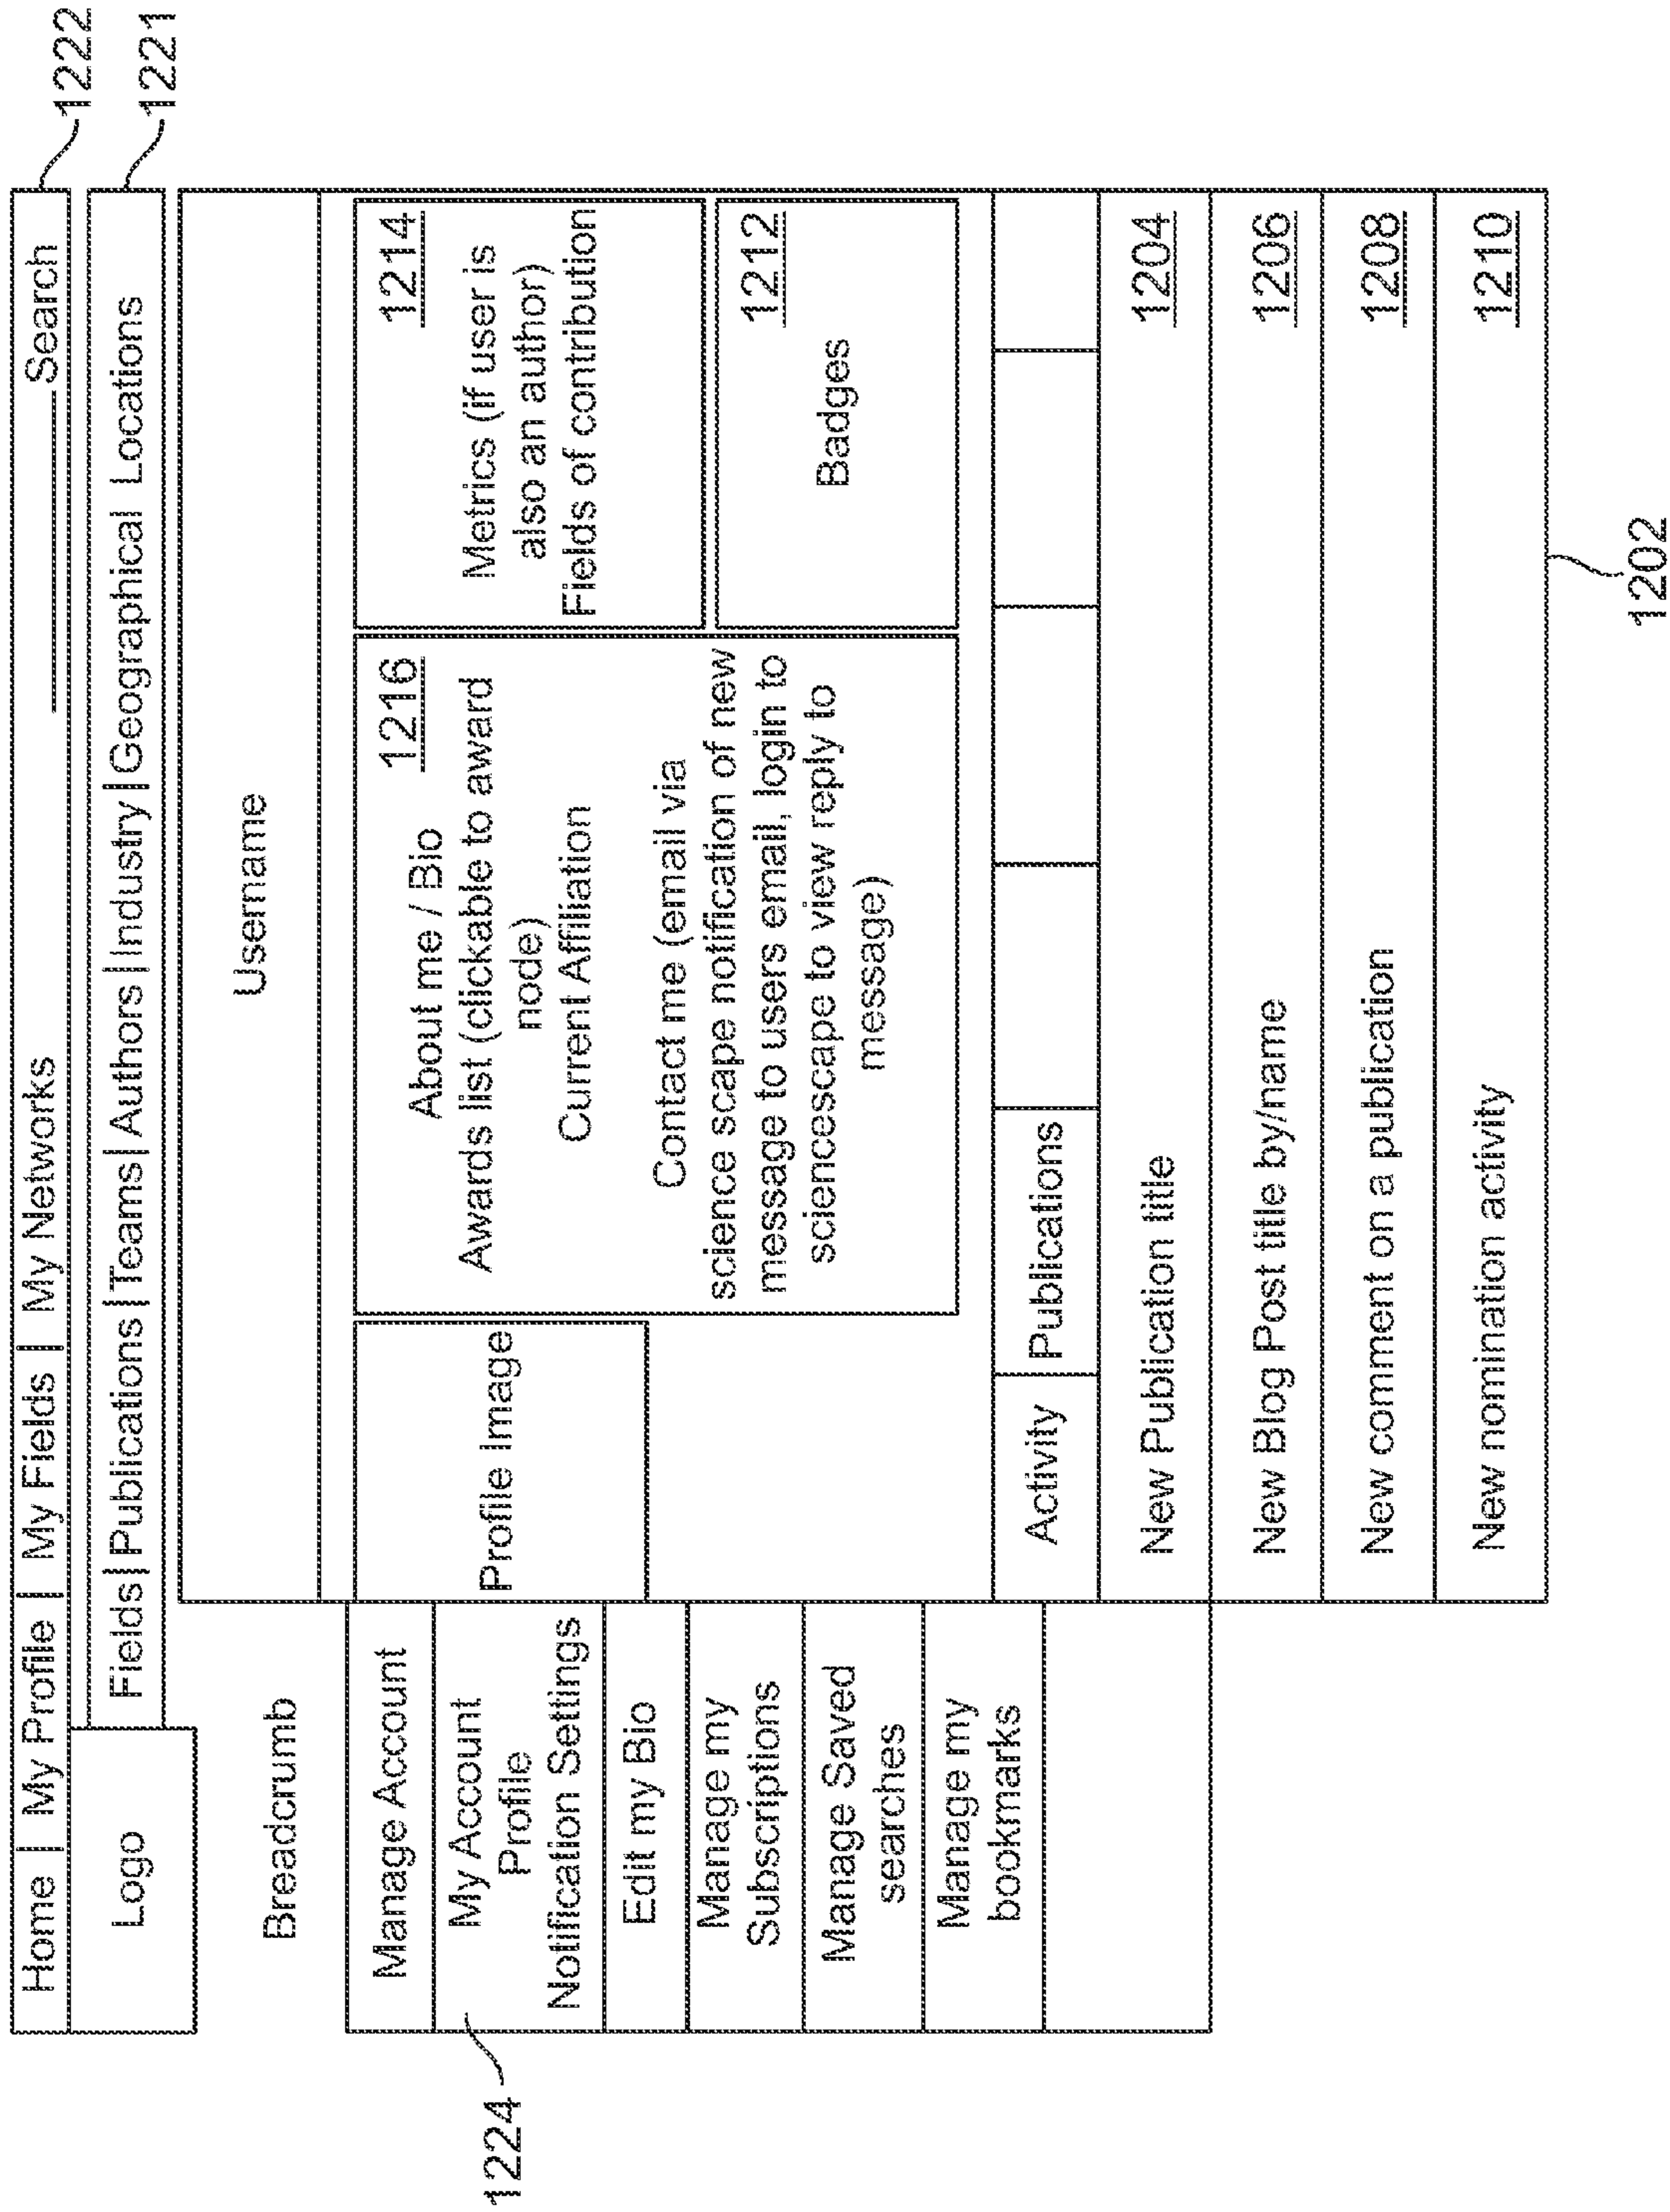 Home | My Profile | My Fields | My Networks Search
1222
Logo
Fields|Publications|Teams|Authors|Industry|Geographical Locations
1221
Breadcrumb
Username
Manage Account
My Account
Profile
Notification Settings
Edit my Bio
Manage my
Subscriptions
Manage Saved
searches
Manage my
bookmarks
1224
Profile Image
1216
About me / Bio
Awards list (clickable to award
node)
Current Affiliation
Contact me (email via
science scape notification of new
message to users email, login to
sciencescape to view reply to
message)
1214
Metrics (if user is
also an author)
Fields of contribution
1212
Badges
Activity
Publications
New Publication title 1204
New Blog Post title by/name 1206
New comment on a publication 1208
New nomination activity 1210
1202